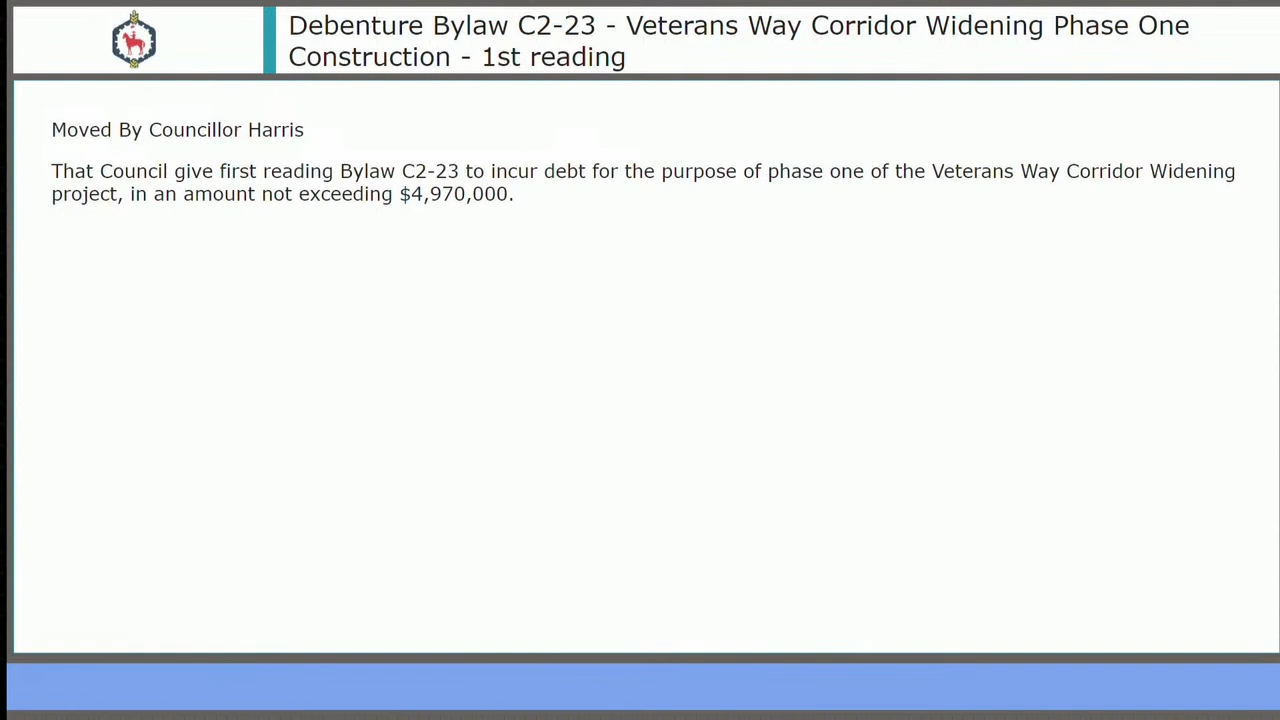 Debenture Bylaw C2-23 - Veterans Way Corridor Widening Phase One
Construction - 1st reading
Moved By Councillor Harris
That Council give first reading Bylaw C2-23 to incur debt for the purpose of phase one of the Veterans Way Corridor Widening
project, in an amount not exceeding $4,970,000.